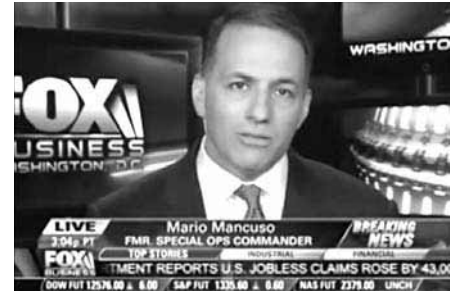 WASHINGTO
FOX
USINESS
SHINGTON, D.C.
LIVE
Mario Mancuso
BREAKING
NEWS
3:04p PT
FMR. SPECIAL OPS COMMANDER
TOP STORIES
INDUSTRIAL
FINANCIAL
FOX
BUSINESS
TMENT REPORTS U.S. JOBLESS CLAIMS ROSE BY 43,00
DOW FUT 12576.00 ▲ 6.00 S&P FUT 1335.60 ▲ 0.60 NAS FUT 2379.00 UNCH